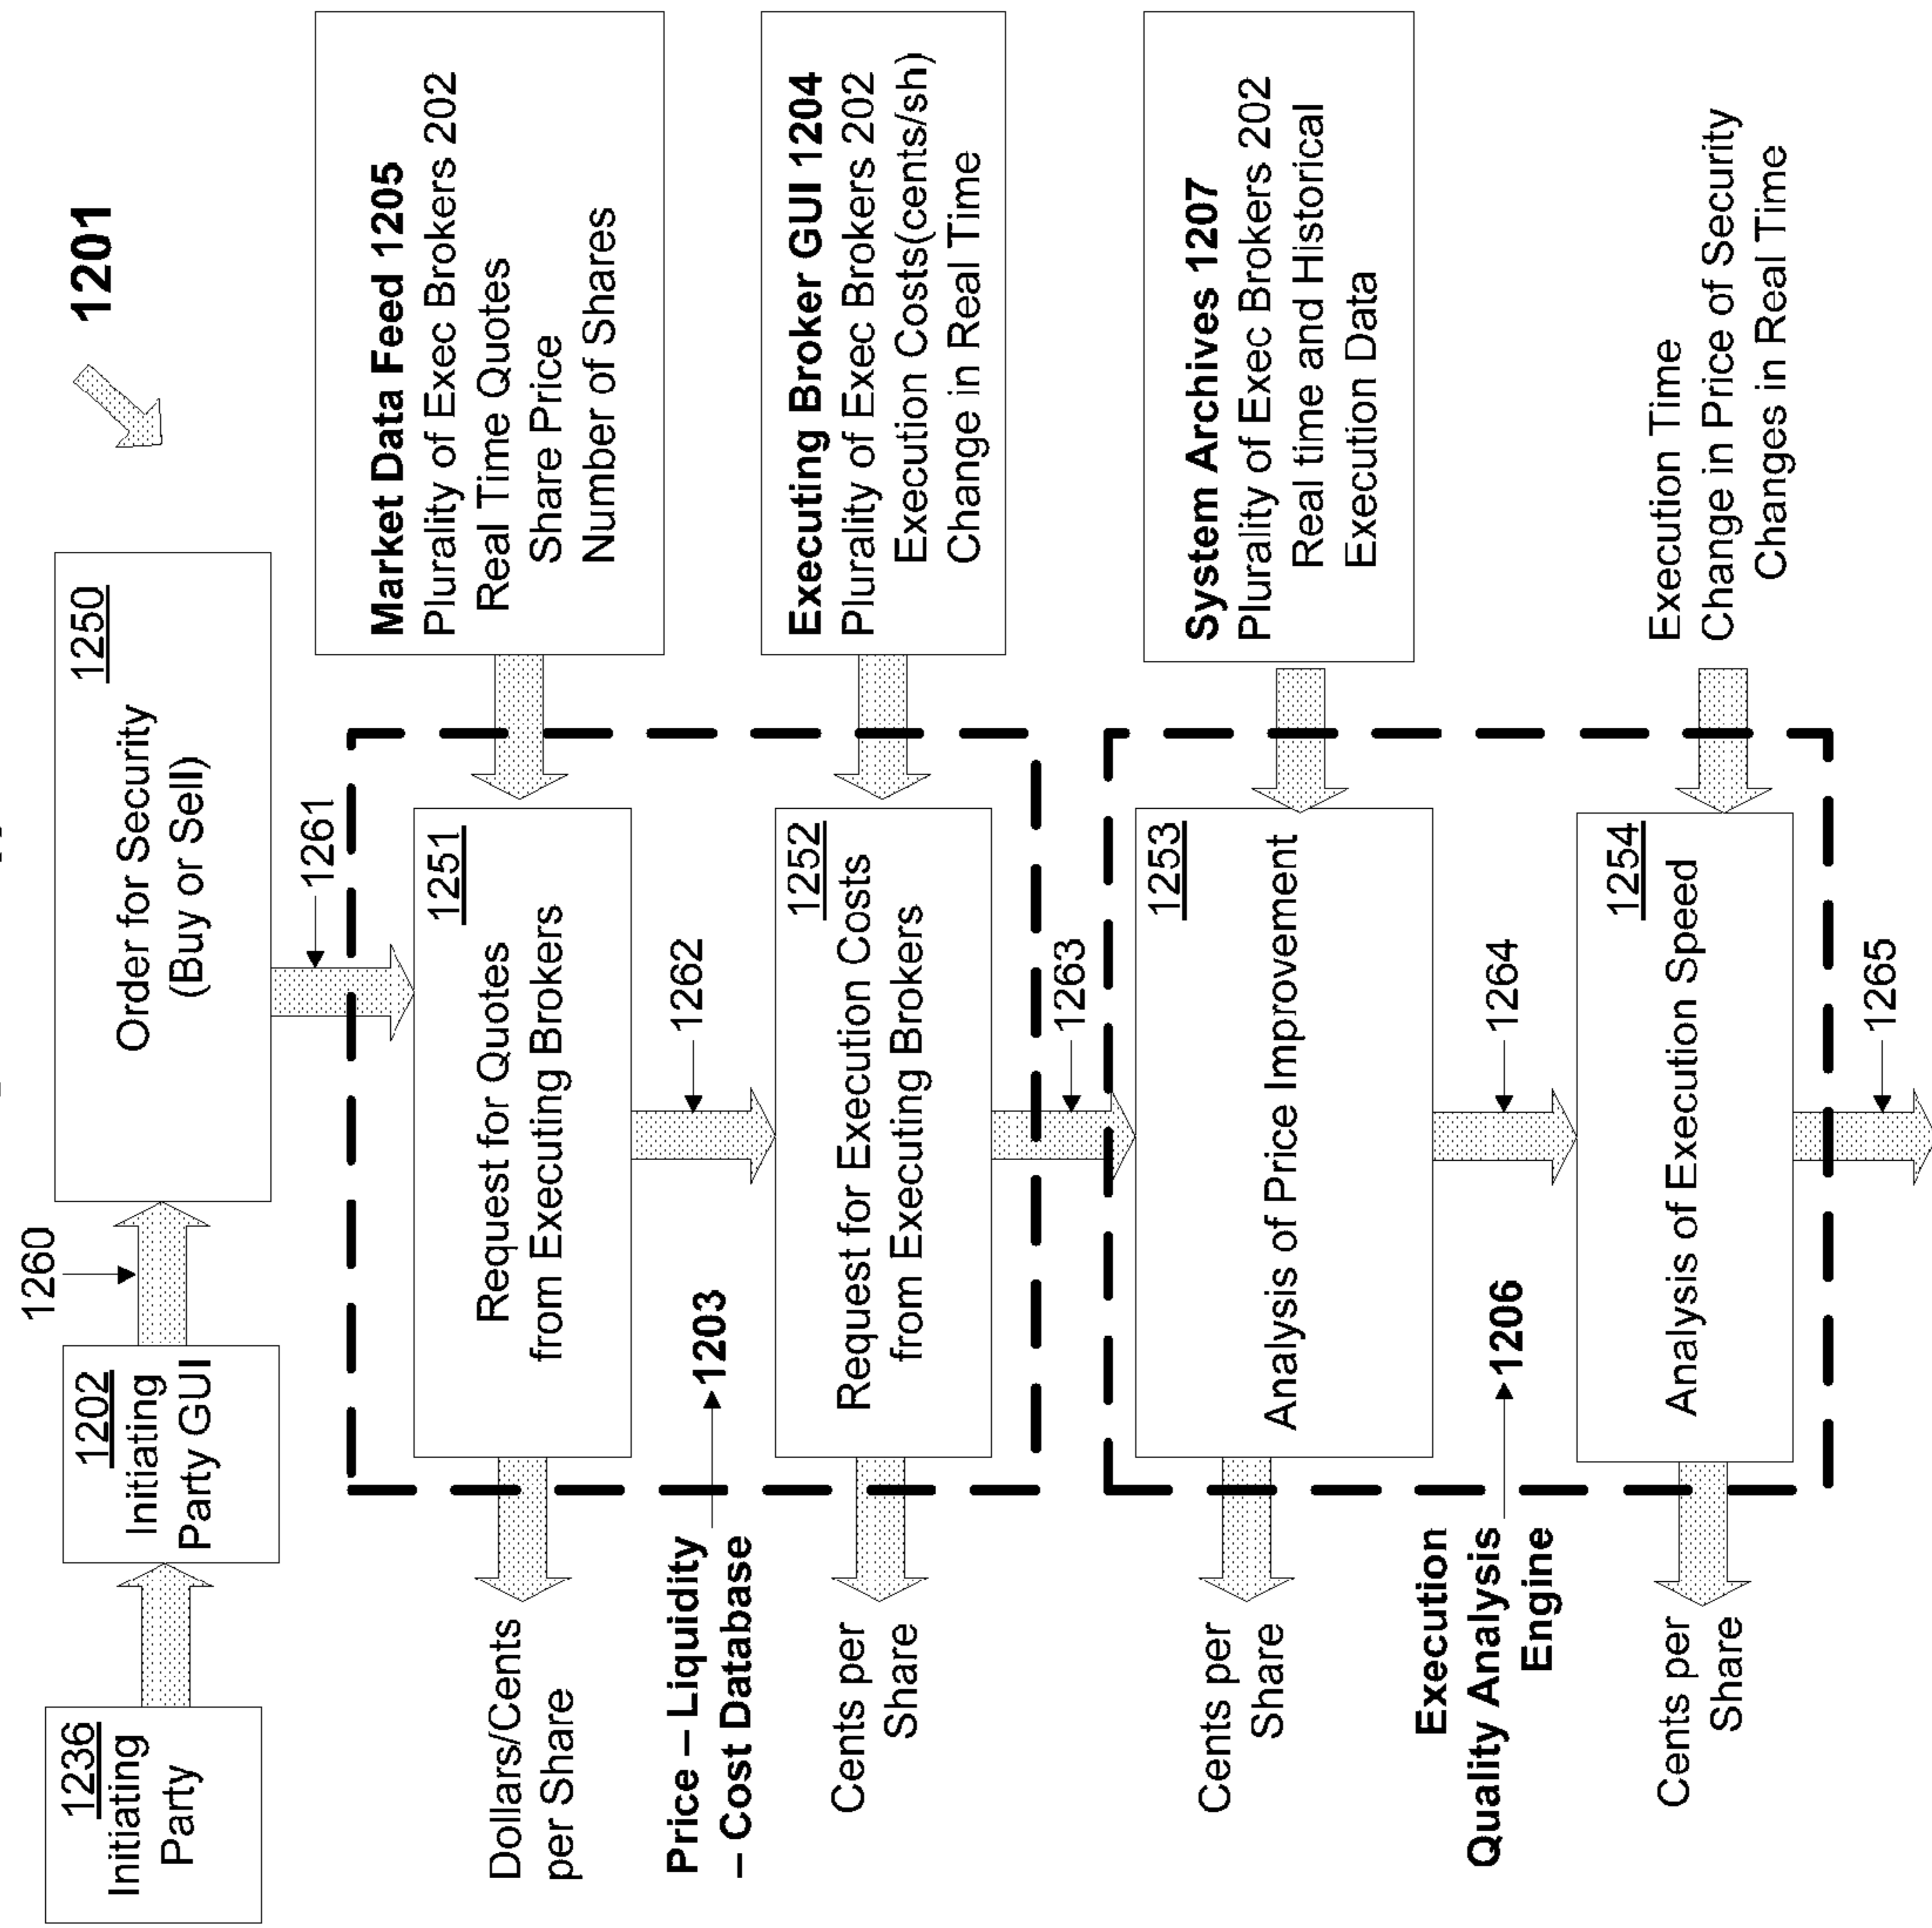 1201
1236
Initiating
Party
1202
Initiating
Party GUI
1260
1250
Order for Security
(Buy or Sell)
1261
Market Data Feed 1205
Plurality of Exec Brokers 202
Real Time Quotes
Share Price
Number of Shares
1251
Request for Quotes
from Executing Brokers
Dollars/Cents
per Share
1262
Price – Liquidity
– Cost Database
1203
Executing Broker GUI 1204
Plurality of Exec Brokers 202
Execution Costs(cents/sh)
Change in Real Time
1252
Request for Execution Costs
from Executing Brokers
Cents per
Share
1263
System Archives 1207
Plurality of Exec Brokers 202
Real time and Historical
Execution Data
1253
Analysis of Price Improvement
Cents per
Share
1264
Execution
Quality Analysis
Engine
1206
Execution Time
Change in Price of Security
Changes in Real Time
1254
Analysis of Execution Speed
Cents per
Share
1265